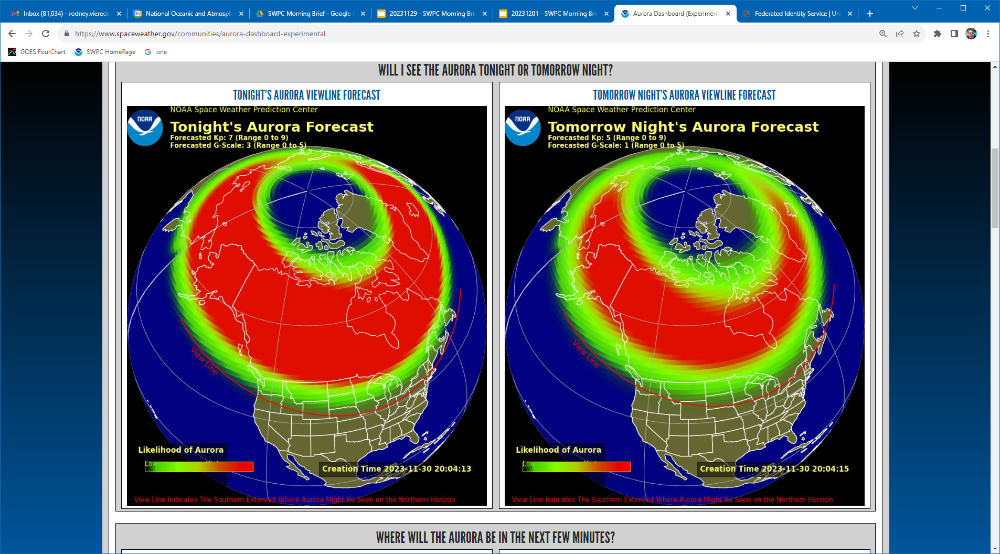 Inbox (81,034) - rodney.viereck
National Oceanic and Atmosph
SWPC Morning Brief - Google
20231129 - SWPC Morning Bri
20231201 - SWPC Morning Bri
Aurora Dashboard (Experiment
Federated Identity Service | Un
https://www.spaceweather.gov/communities/aurora-dashboard-experimental
GOES FourChart
SWPC HomePage
one
WILL I SEE THE AURORA TONIGHT OR TOMORROW NIGHT?
TONIGHT'S AURORA VIEWLINE FORECAST
NOAA
NOAA Space Weather Prediction Center
Tonight's Aurora Forecast
Forecasted Kp: 7 (Range 0 to 9)
Forecasted G-Scale: 3 (Range 0 to 5)
View Line
Likelihood of Aurora
Low
High
4
Creation Time 2023-11-30 20:04:13
View Line Indicates The Southern Extent of Where Aurora Might Be Seen on the Northern Horizon
TOMORROW NIGHT'S AURORA VIEWLINE FORECAST
NOAA
NOAA Space Weather Prediction Center
Tomorrow Night's Aurora Forecast
Forecasted Kp: 5 (Range 0 to 9)
Forecasted G-Scale: 1 (Range 0 to 5)
View Line
Likelihood of Aurora
Low
High
4
Creation Time 2023-11-30 20:04:15
View Line Indicates The Southern Extent of Where Aurora Might Be Seen on the Northern Horizon
WHERE WILL THE AURORA BE IN THE NEXT FEW MINUTES?